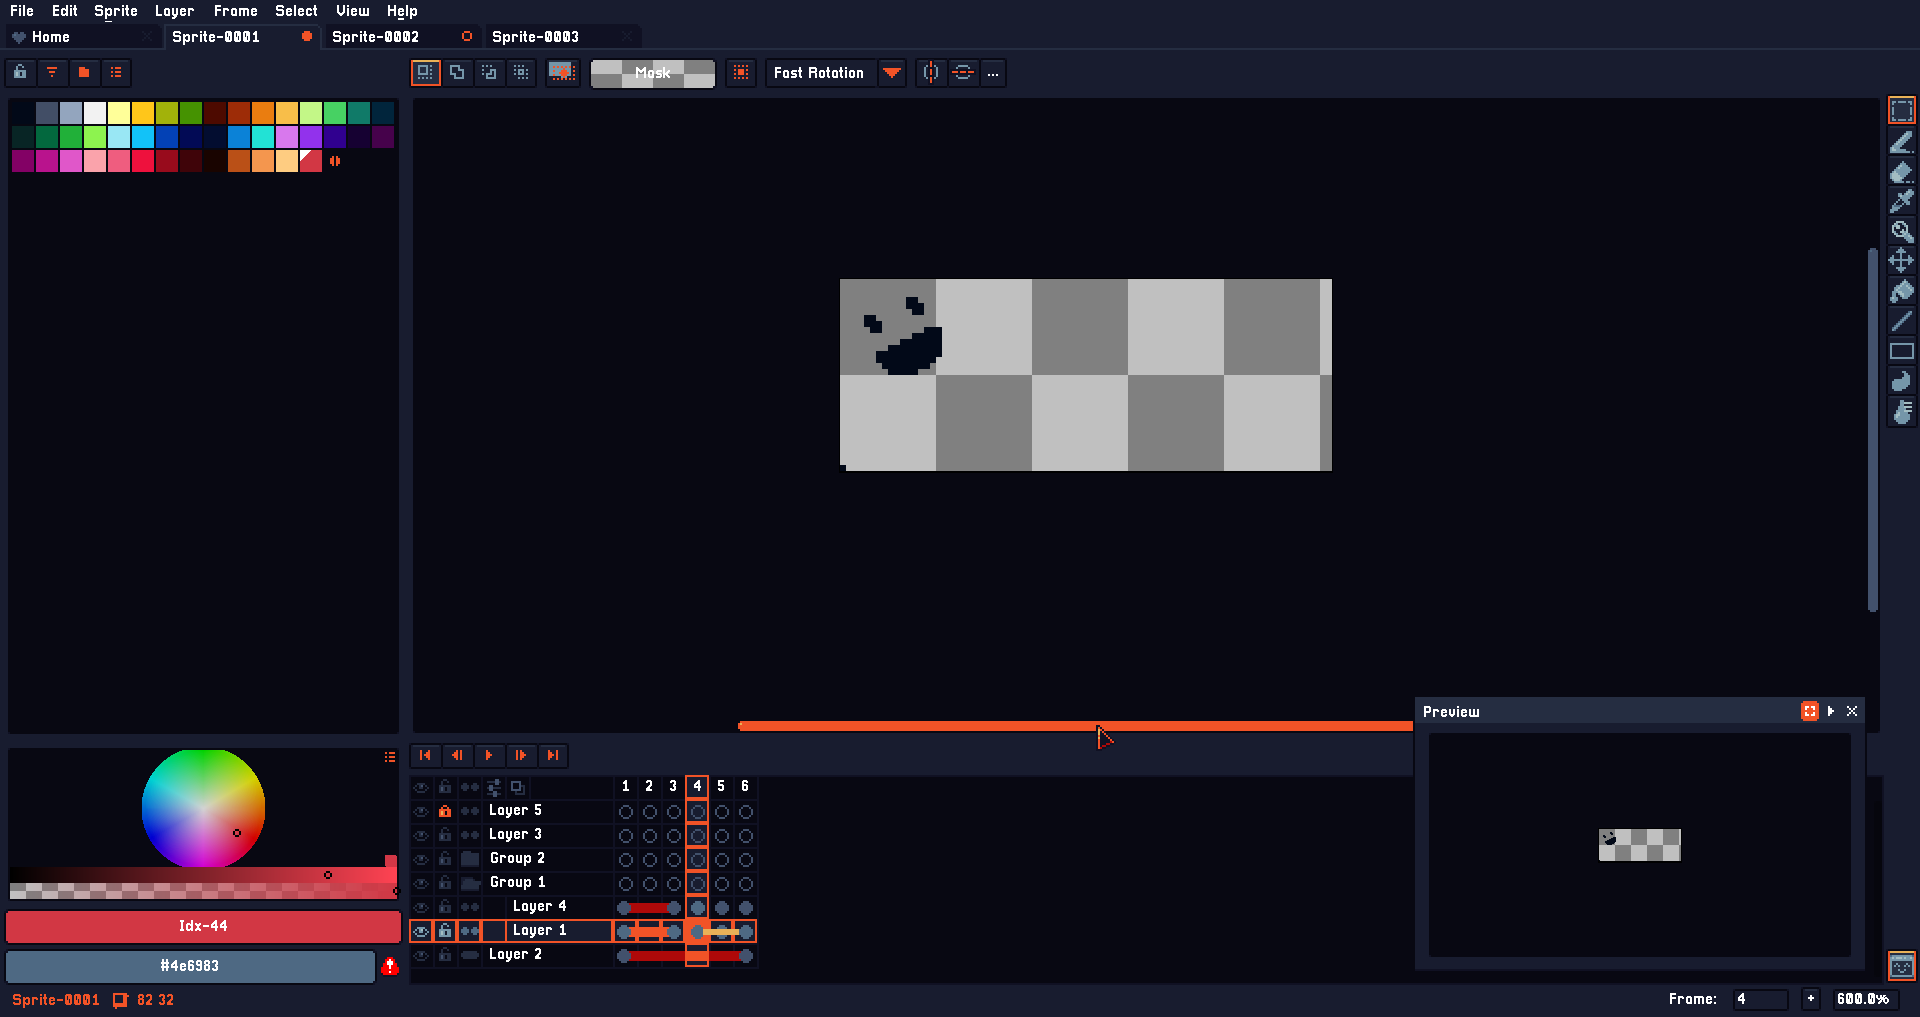 File Edit Sprite Layer Frame Select View Help
Home Sprite-0001 Sprite-0002 Sprite-0003
Mask Fast Rotation ...
Preview
1 2 3 4 5 6
Layer 5
Layer 3
Group 2
Group 1
Layer 4
Layer 1
Layer 2
Idx-44
#4e6983
Sprite-0001 82 32 Frame: 4 + 600.0%